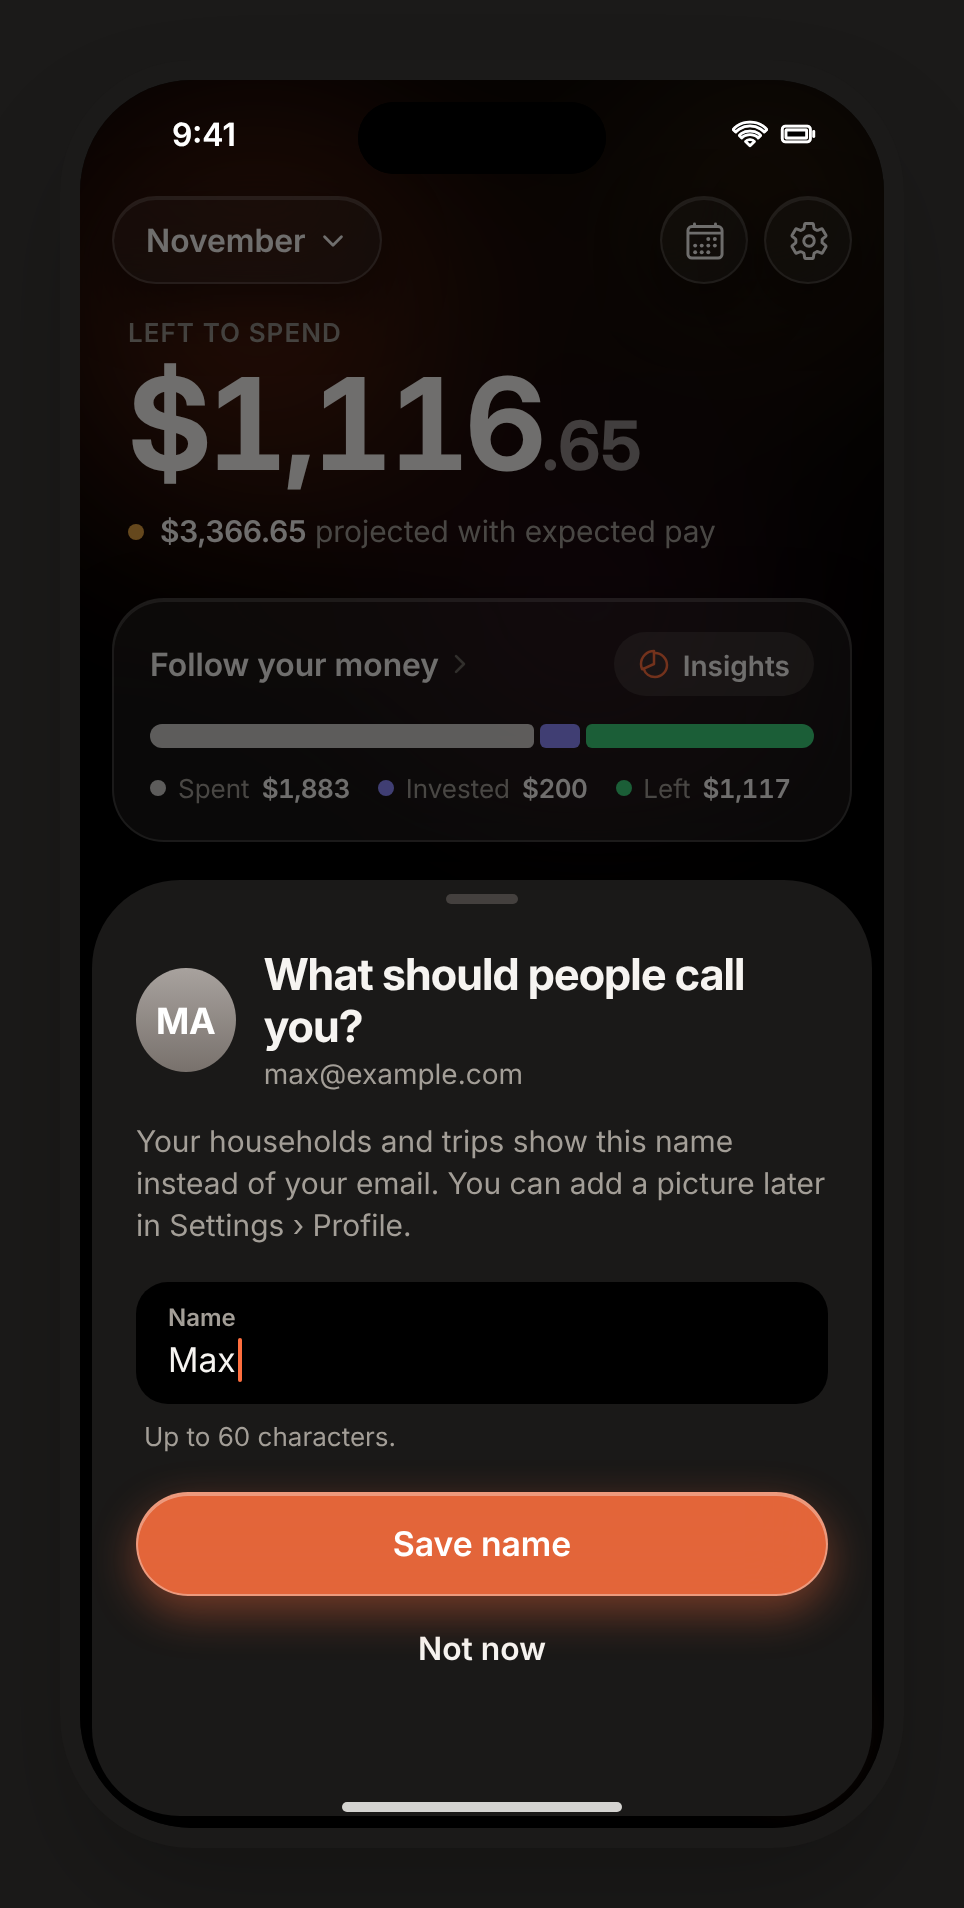 9:41
November
LEFT TO SPEND
$1,116.65
$3,366.65 projected with expected pay
Follow your money
Insights
Spent $1,883 Invested $200 Left $1,117
MA
What should people call
you?
max@example.com
Your households and trips show this name
instead of your email. You can add a picture later
in Settings › Profile.
Name
Max
Up to 60 characters.
Save name
Not now